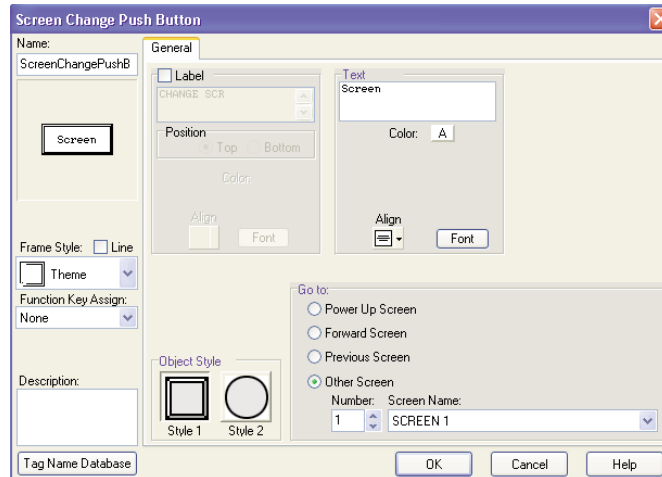 Screen Change Push Button
Name:
ScreenChangePushB
Screen
Frame Style:
Line
Theme
Function Key Assign:
None
Description:
Tag Name Database
General
Label
CHANGE SCR
Position
Top
Bottom
Color:
Align
Font
Text
Screen
Color:
A
Align
Font
Object Style
Style 1
Style 2
Go to:
Power Up Screen
Forward Screen
Previous Screen
Other Screen
Number:
Screen Name:
1
SCREEN 1
OK
Cancel
Help